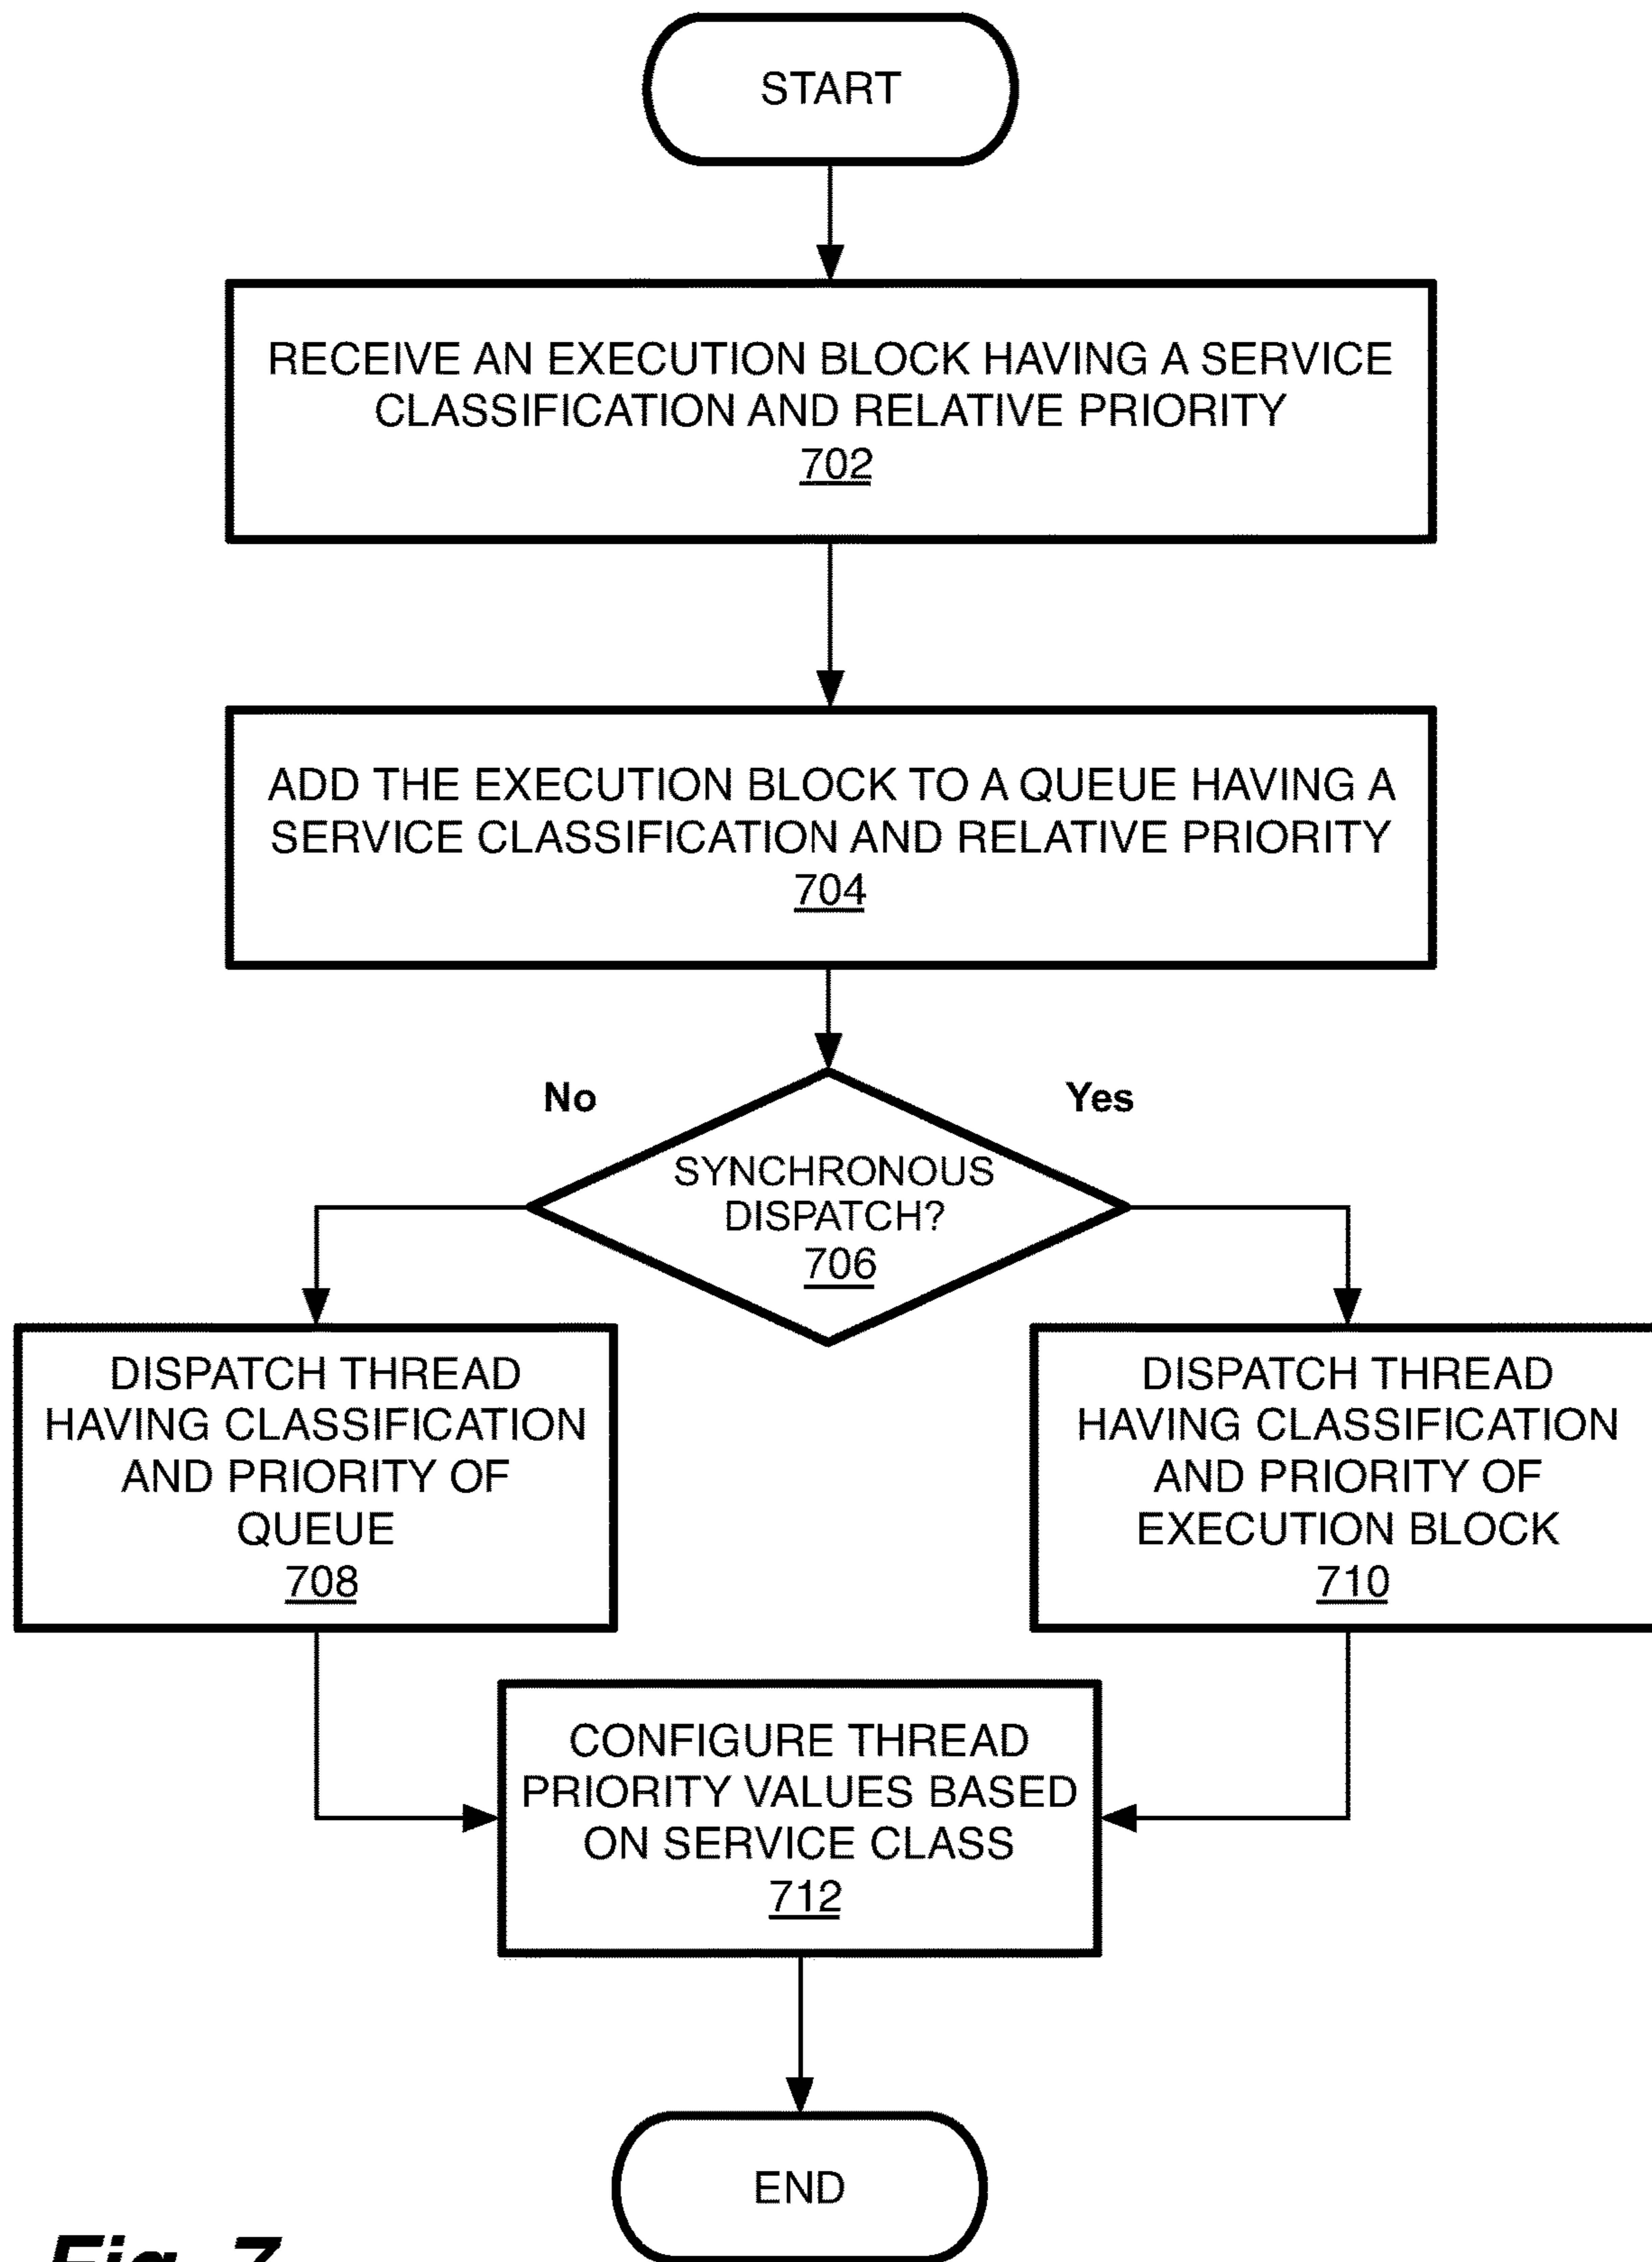 START
RECEIVE AN EXECUTION BLOCK HAVING A SERVICE
CLASSIFICATION AND RELATIVE PRIORITY
702
ADD THE EXECUTION BLOCK TO A QUEUE HAVING A
SERVICE CLASSIFICATION AND RELATIVE PRIORITY
704
No
Yes
SYNCHRONOUS
DISPATCH?
706
DISPATCH THREAD
HAVING CLASSIFICATION
AND PRIORITY OF
QUEUE
708
DISPATCH THREAD
HAVING CLASSIFICATION
AND PRIORITY OF
EXECUTION BLOCK
710
CONFIGURE THREAD
PRIORITY VALUES BASED
ON SERVICE CLASS
712
END
Fig. 7